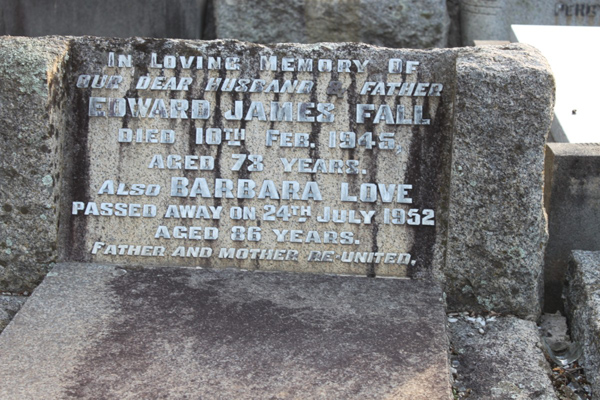 In Loving Memory Of
Our Dear Husband & Father
Edward James Fall
Died 10th Feb. 1945,
Aged 78 Years.
Also Barbara Love
Passed Away On 24th July 1952
Aged 86 Years.
Father and Mother Re-United.